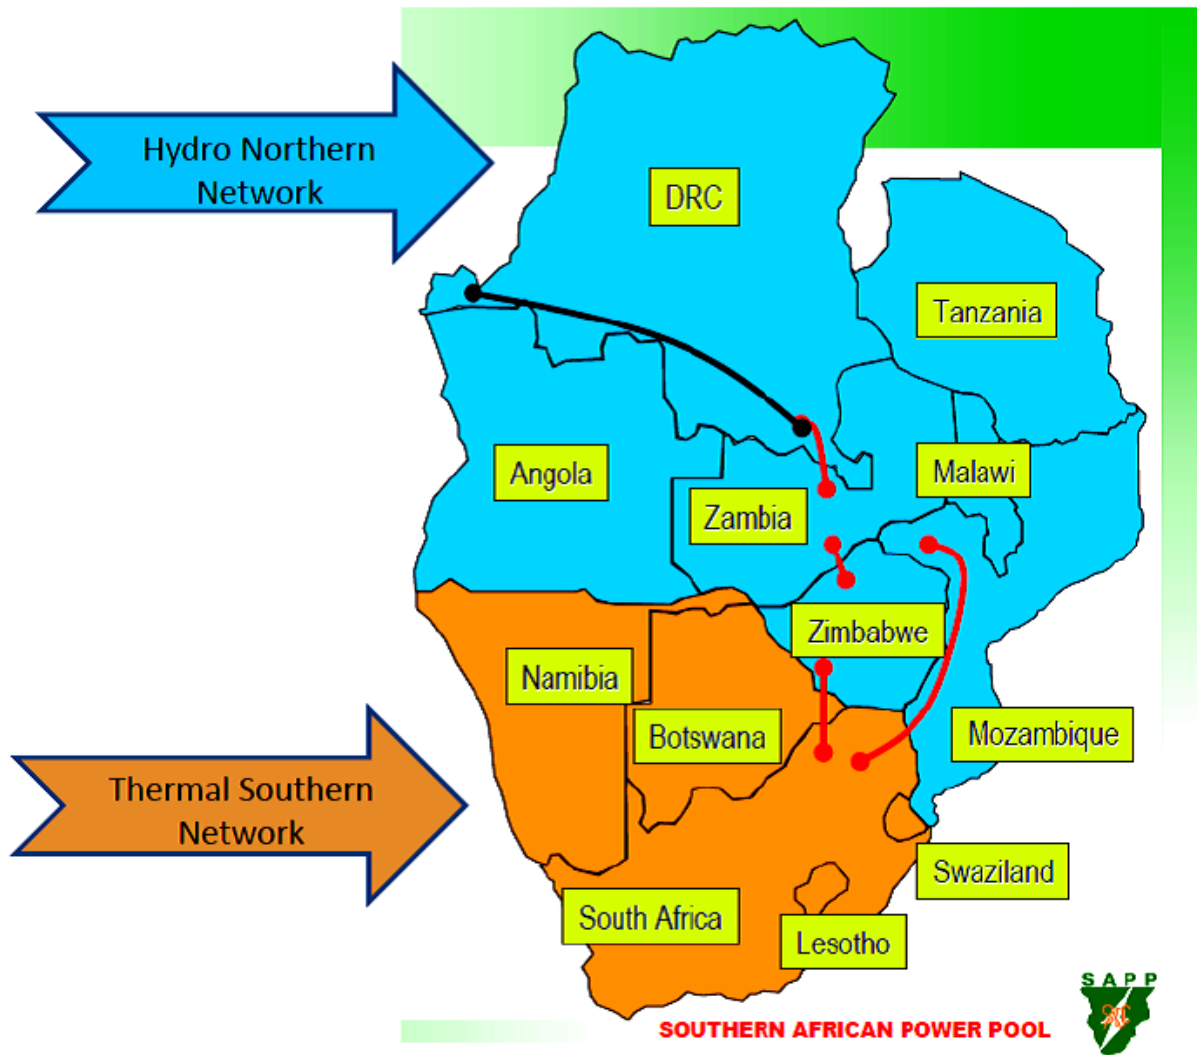 Hydro Northern
Network
DRC
Tanzania
Angola
Malawi
Zambia
Zimbabwe
Namibia
Botswana
Mozambique
Thermal Southern
Network
Swaziland
South Africa
Lesotho
SAPP
SOUTHERN AFRICAN POWER POOL